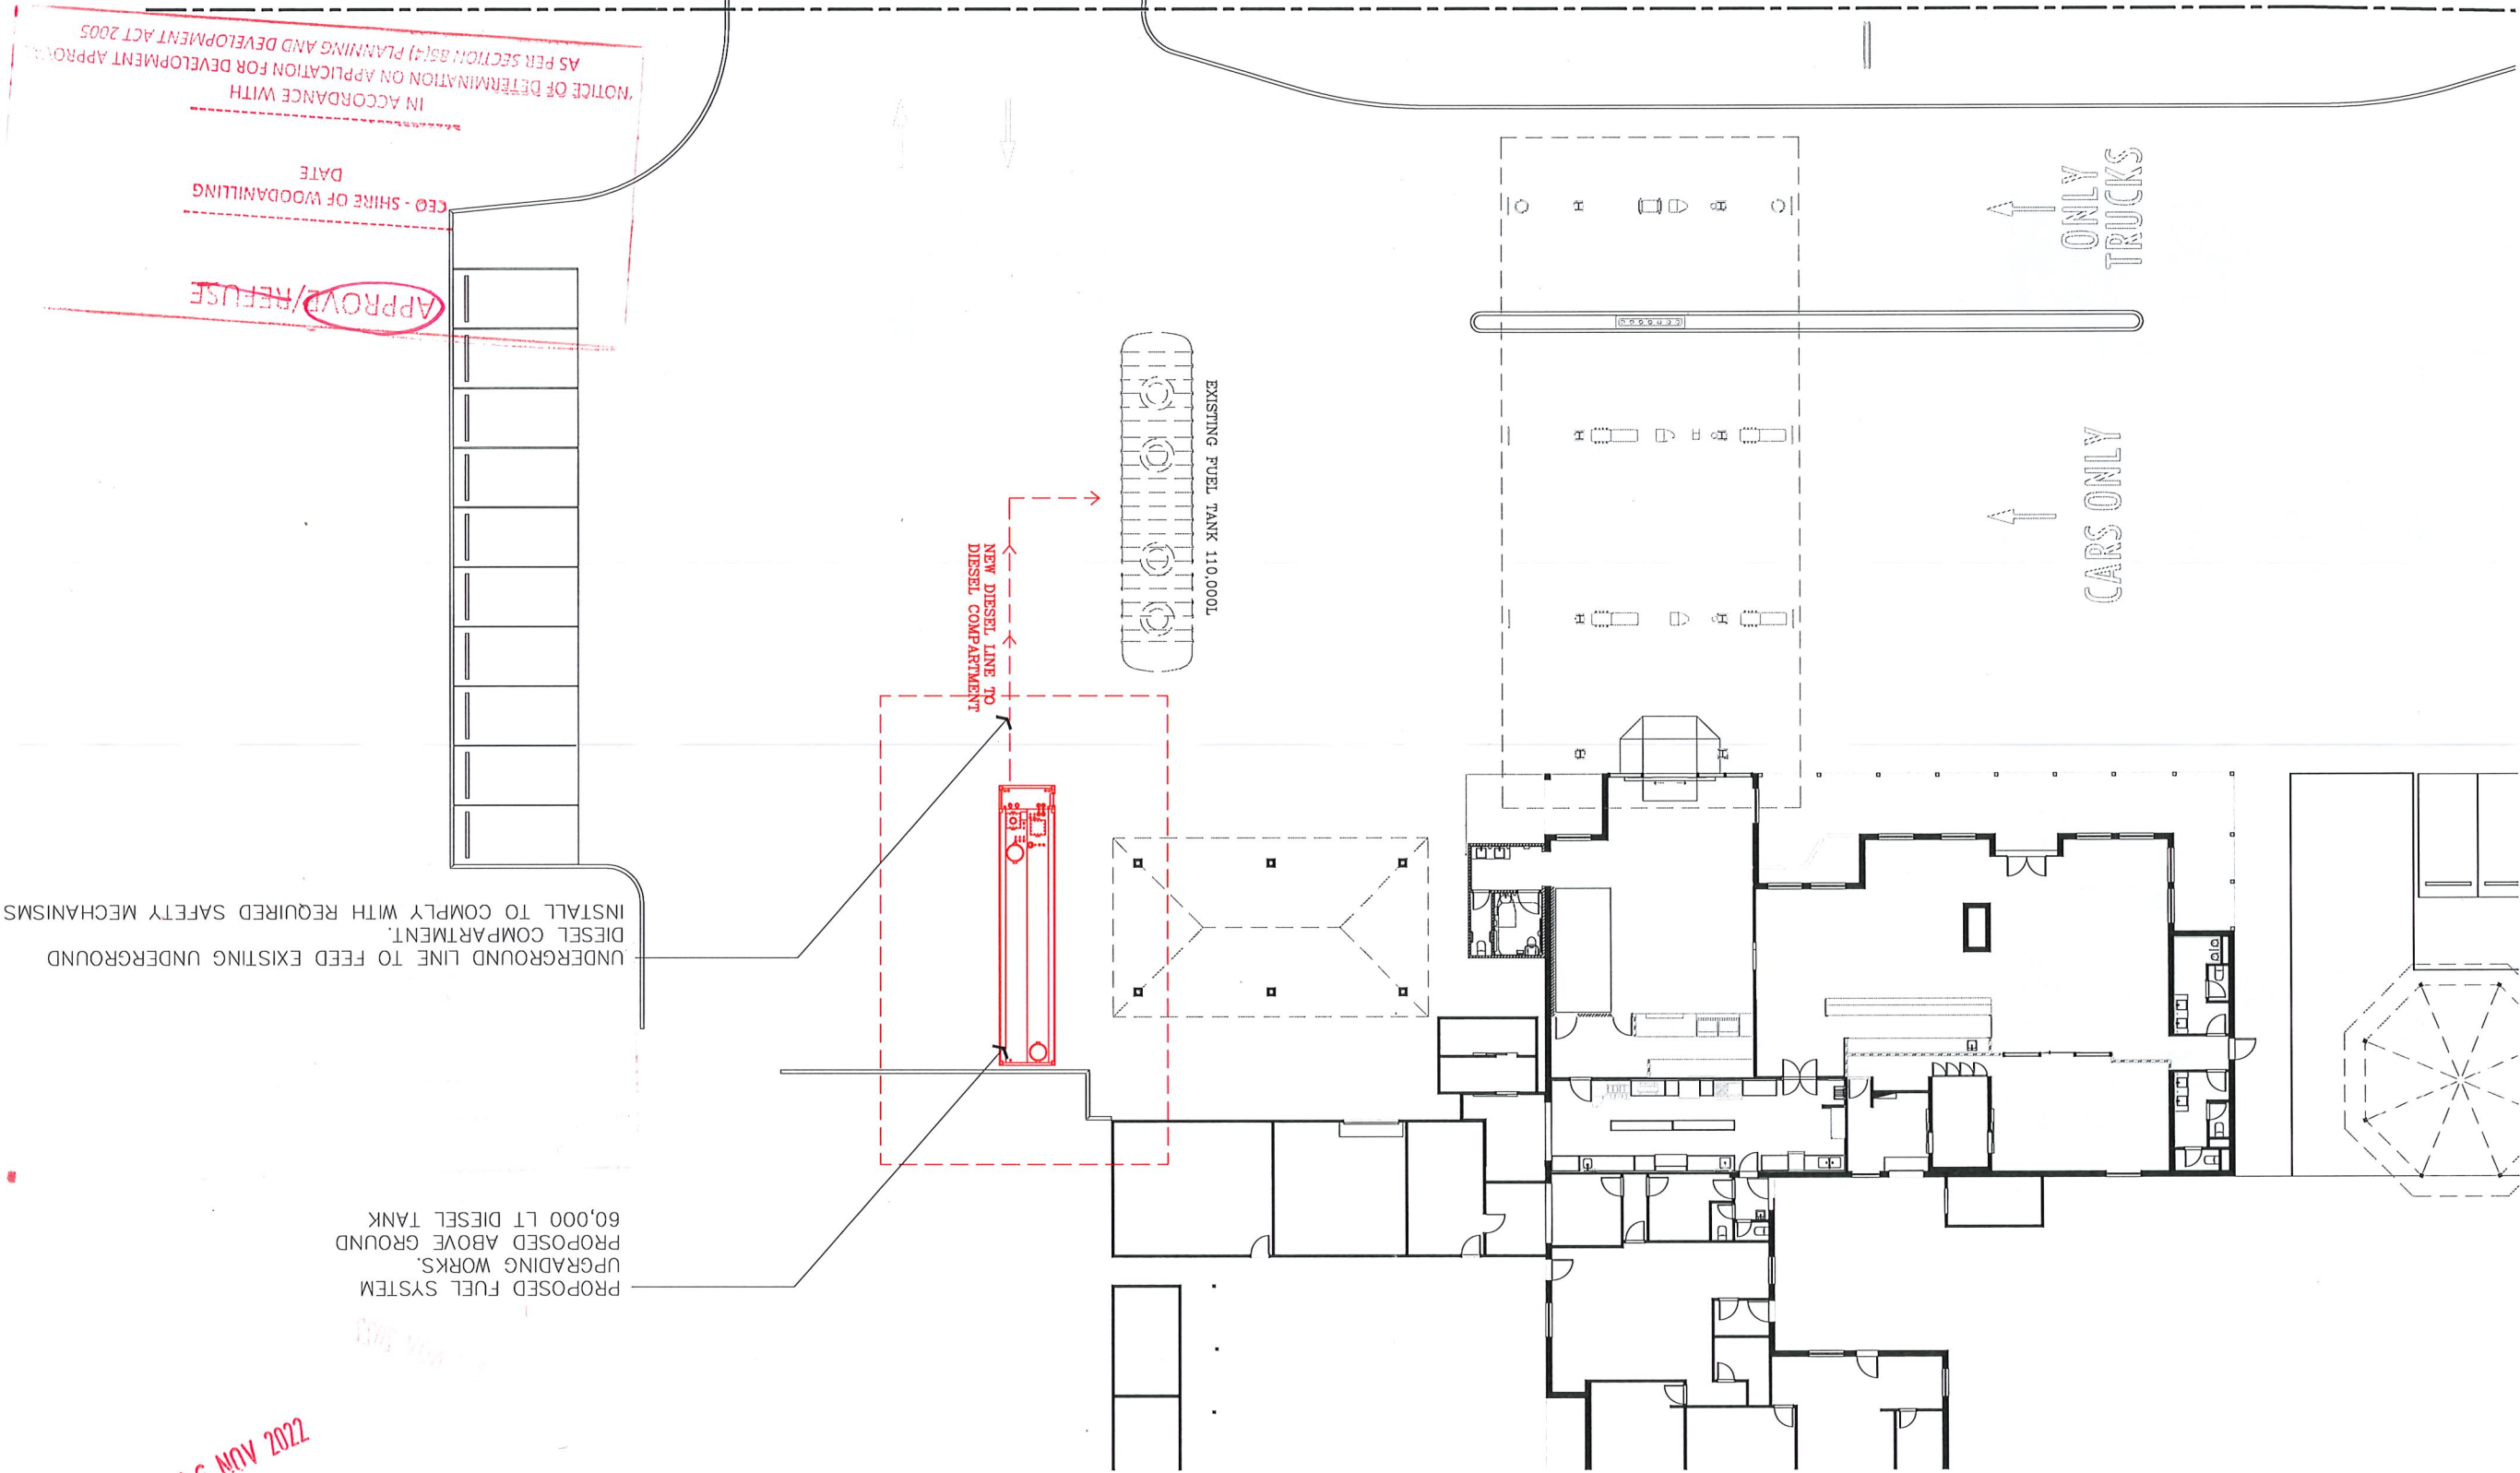 APPROVE/REFUSE
CEO - SHIRE OF WOODANILLING
DATE
IN ACCORDANCE WITH
'NOTICE OF DETERMINATION ON APPLICATION FOR DEVELOPMENT
AS PER SECTION 85(4) PLANNING AND DEVELOPMENT ACT 2005
TRUCKS
ONLY
CARS ONLY
EXISTING FUEL TANK 110,000L
NEW DIESEL LINE TO
DIESEL COMPARTMENT
UNDERGROUND LINE TO FEED EXISTING UNDERGROUND
DIESEL COMPARTMENT.
INSTALL TO COMPLY WITH REQUIRED SAFETY MECHANISMS
PROPOSED FUEL SYSTEM
UPGRADING WORKS.
PROPOSED ABOVE GROUND
60,000 LT DIESEL TANK
NOV 2022